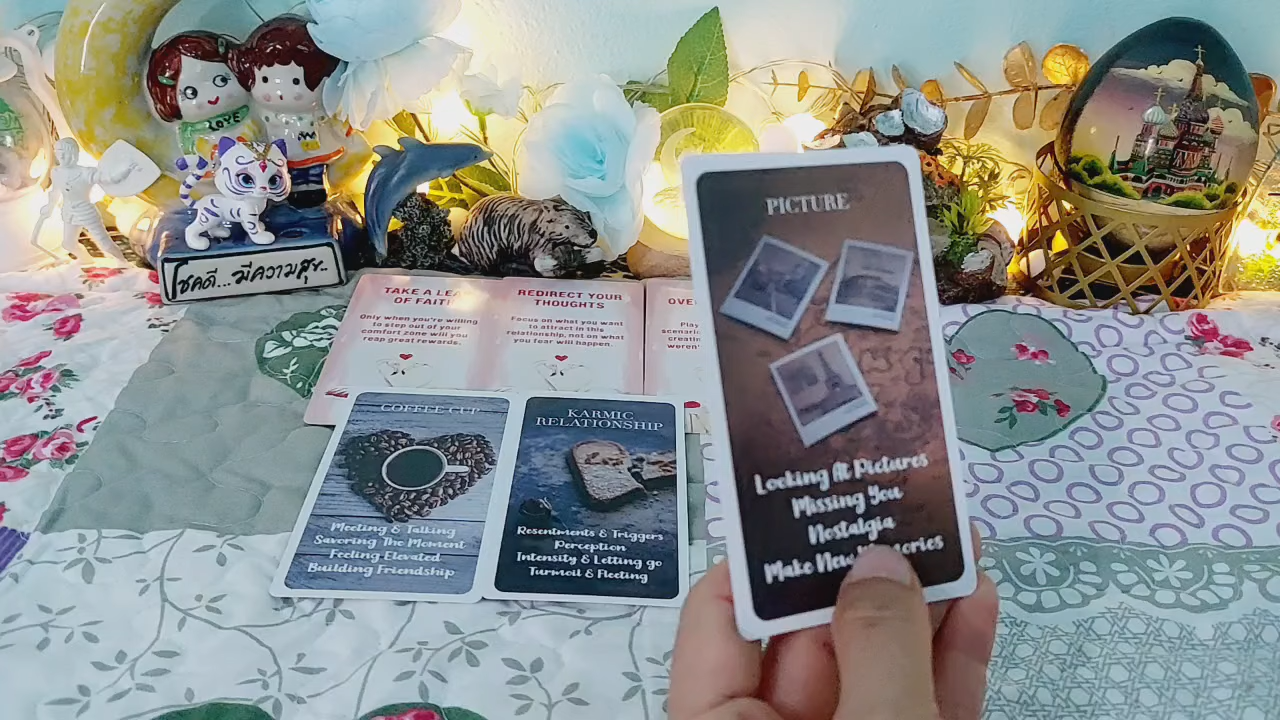 LOVE
โชคดี...มีความสุข..
TAKE A
OF FAITH
Only when you're willing
to step out of your
comfort zone will you
reap great rewards.
REDIRECT YOUR
THOUGHTS
Focus on what you want
to attract in this
relationship, not on what
you fear will happen.
COFFEE CUP
Meeting & Talking
Savoring The Moment
Feeling Elevated
Building Friendship
KARMIC
RELATIONSHIP
Resentments & Triggers
Perception
Intensity & Letting go
Turmoil & Fleeting
PICTURE
Looking At Pictures
Missing You
Nostalgia
Make New